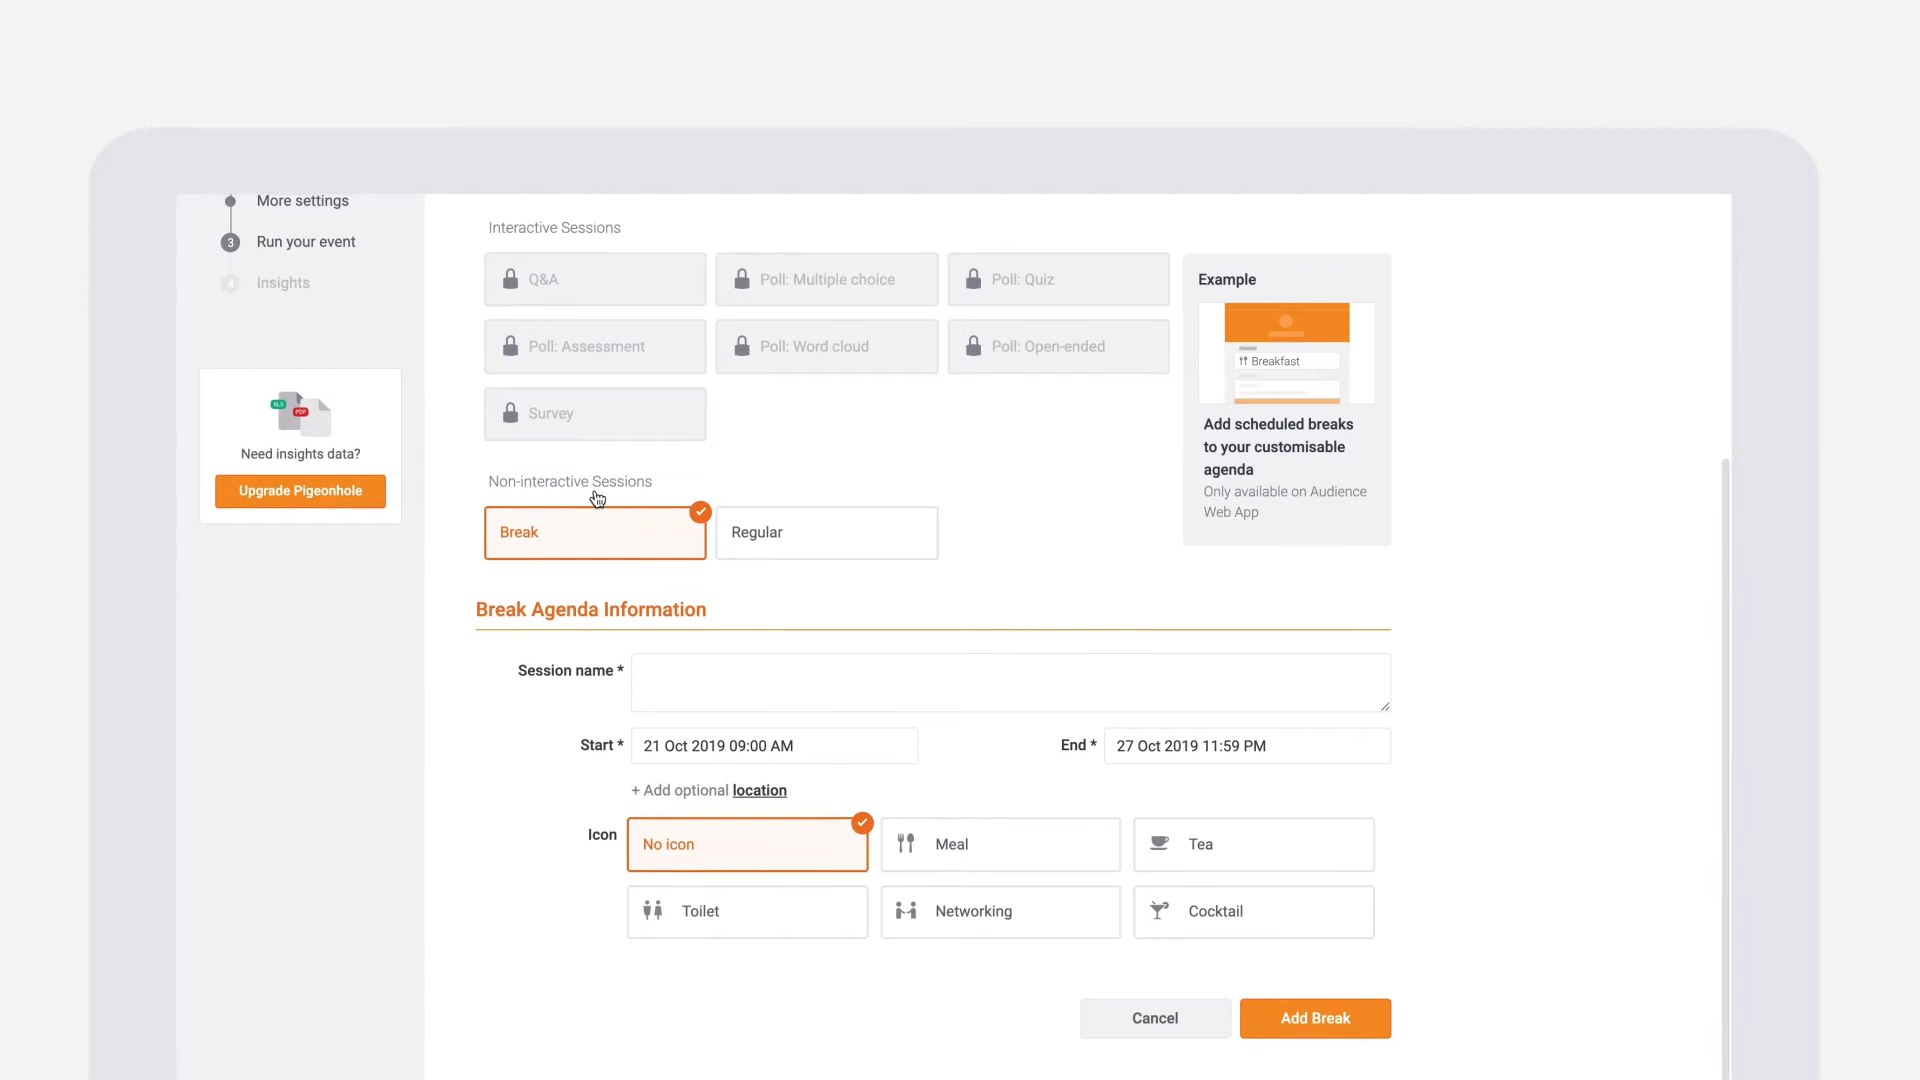 More settings
3 Run your event
4 Insights
XLS
PDF
Need insights data?
Upgrade Pigeonhole
Interactive Sessions
Q&A
Poll: Multiple choice
Poll: Quiz
Poll: Assessment
Poll: Word cloud
Poll: Open-ended
Survey
Non-interactive Sessions
Break
Regular
Example
Breakfast
Add scheduled breaks
to your customisable
agenda
Only available on Audience
Web App
Break Agenda Information
Session name *
Start * 21 Oct 2019 09:00 AM
End * 27 Oct 2019 11:59 PM
+ Add optional location
Icon
No icon
Meal
Tea
Toilet
Networking
Cocktail
Cancel
Add Break